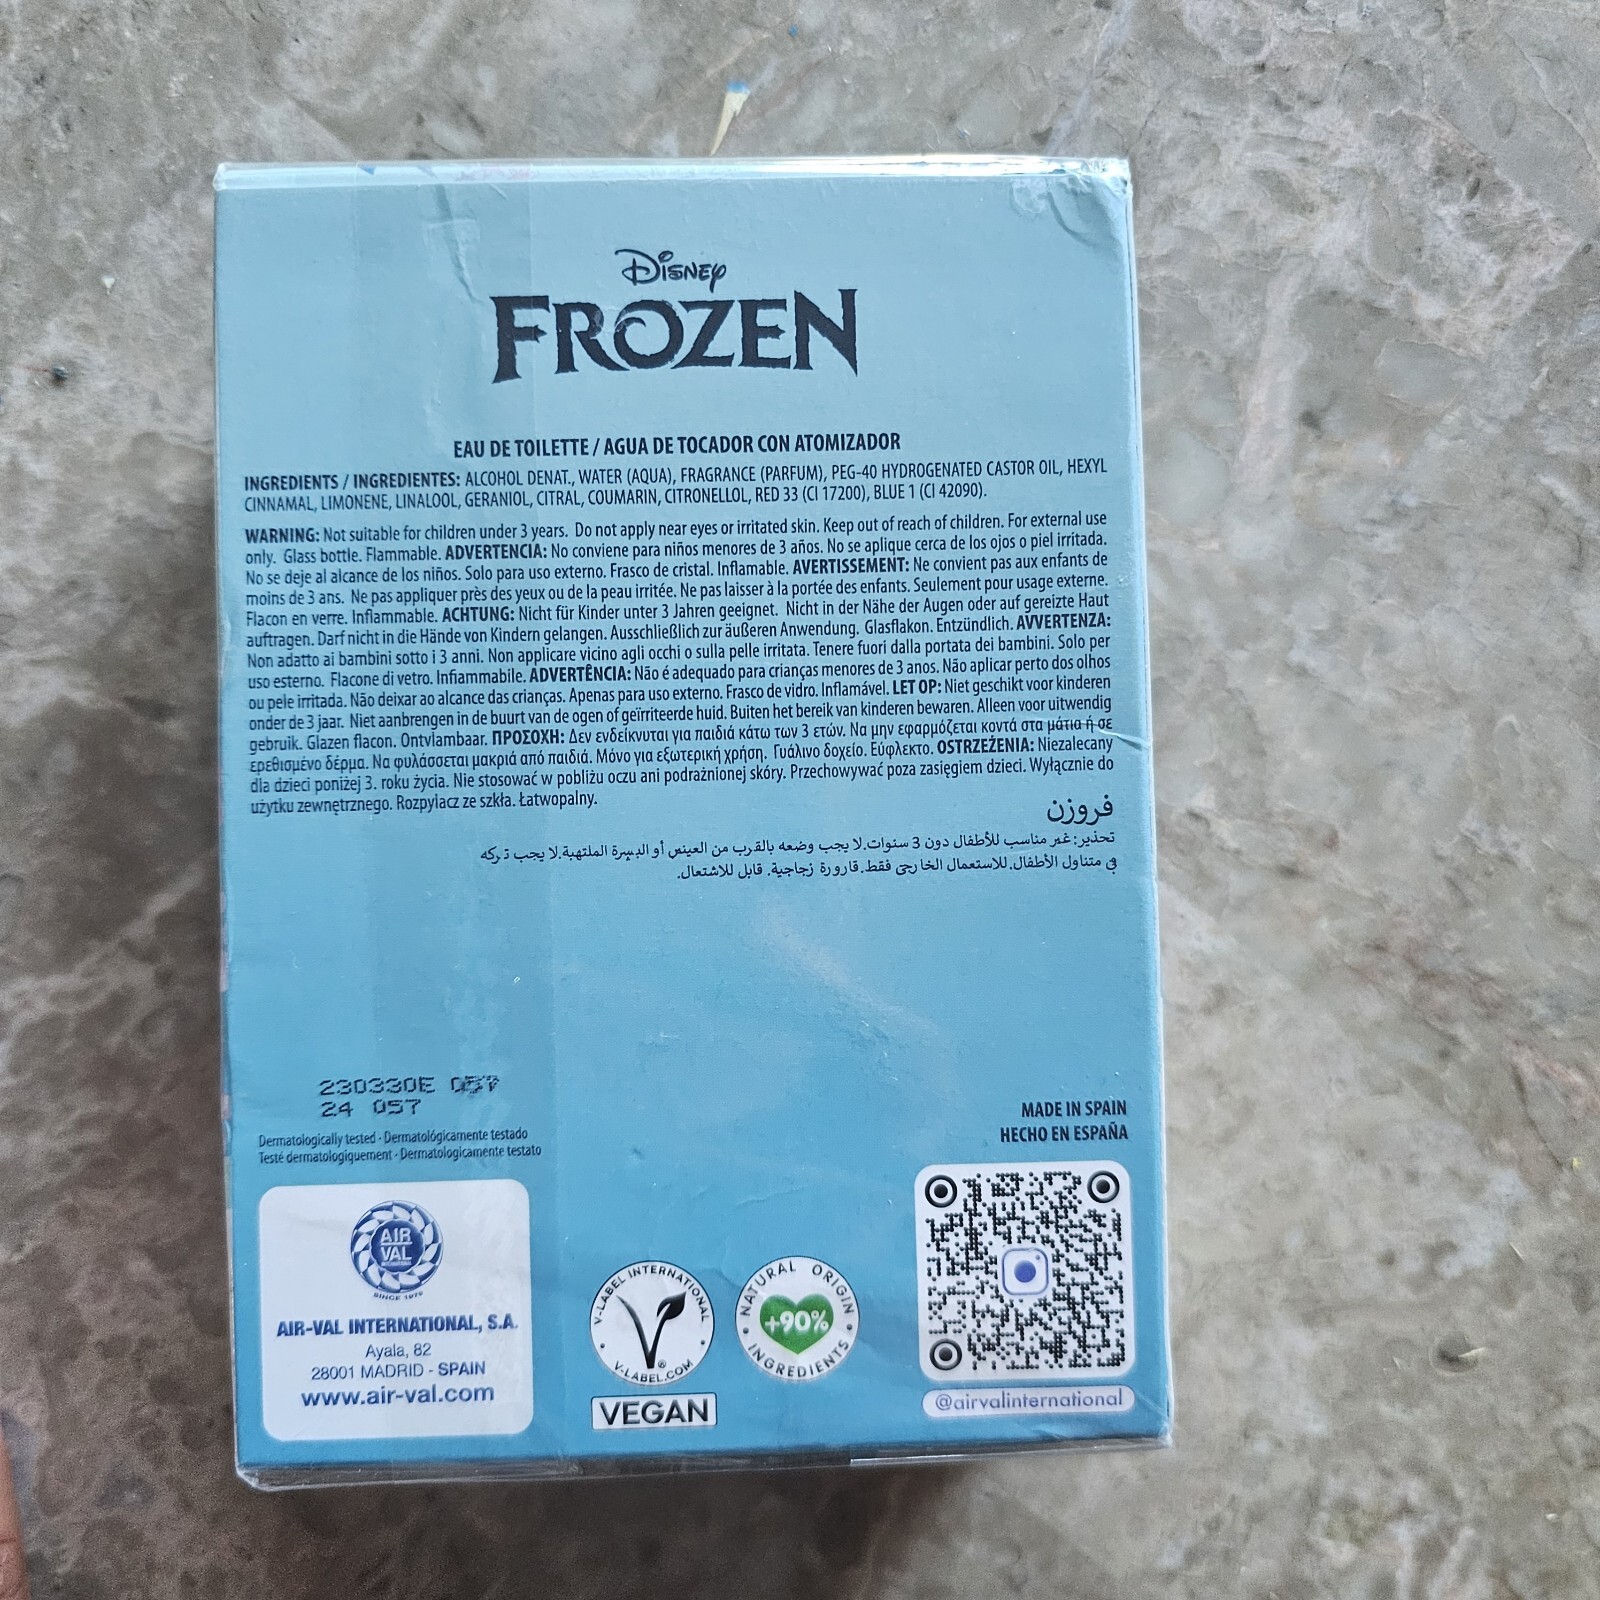 Disney
FROZEN
EAU DE TOILETTE / AGUA DE TOCADOR CON ATOMIZADOR
INGREDIENTS / INGREDIENTES: ALCOHOL DENAT., WATER (AQUA), FRAGRANCE (PARFUM), PEG-40 HYDROGENATED CASTOR OIL, HEXYL
CINNAMAL, LIMONENE, LINALOOL, GERANIOL, CITRAL, COUMARIN, CITRONELLOL, RED 33 (CI 17200), BLUE 1 (CI 42090).
WARNING: Not suitable for children under 3 years. Do not apply near eyes or irritated skin. Keep out of reach of children. For external use
only. Glass bottle. Flammable. ADVERTENCIA: No conviene para niños menores de 3 años. No se aplique cerca de los ojos o piel irritada.
No se deje al alcance de los niños. Solo para uso externo. Frasco de cristal. Inflamable. AVERTISSEMENT: Ne convient pas aux enfants de
moins de 3 ans. Ne pas appliquer près des yeux ou de la peau irritée. Ne pas laisser à la portée des enfants. Seulement pour usage externe.
Flacon en verre. Inflammable. ACHTUNG: Nicht für Kinder unter 3 Jahren geeignet. Nicht in der Nähe der Augen oder auf gereizte Haut
auftragen. Darf nicht in die Hände von Kindern gelangen. Ausschließlich zur äußeren Anwendung. Glasflakon. Entzündlich. AVVERTENZA:
Non adatto ai bambini sotto i 3 anni. Non applicare vicino agli occhi o sulla pelle irritata. Tenere fuori dalla portata dei bambini. Solo per
uso esterno. Flacone di vetro. Infiammabile. ADVERTÊNCIA: Não é adequado para crianças menores de 3 anos. Não aplicar perto dos olhos
ou pele irritada. Não deixar ao alcance das crianças. Apenas para uso externo. Frasco de vidro. Inflamável. LET OP: Niet geschikt voor kinderen
onder de 3 jaar. Niet aanbrengen in de buurt van de ogen of geïrriteerde huid. Buiten het bereik van kinderen bewaren. Alleen voor uitwendig
gebruik. Glazen flacon. Ontvlambaar. ΠΡΟΣΟΧΗ: Δεν ενδείκνυται για παιδιά κάτω των 3 ετών. Να μην εφαρμόζεται κοντά στα μάτια ή σε
ερεθισμένο δέρμα. Να φυλάσσεται μακριά από παιδιά. Μόνο για εξωτερική χρήση. Γυάλινο δοχείο. Εύφλεκτο. OSTRZEŻENIA: Niezalecany
dla dzieci poniżej 3. roku życia. Nie stosować w pobliżu oczu ani podrażnionej skóry. Przechowywać poza zasięgiem dzieci. Wyłącznie do
użytku zewnętrznego. Rozpylacz ze szkła. Łatwopalny.
فروزن
تحذير: غير مناسب للأطفال دون 3 سنوات. لا يجب وضعه بالقرب من العينين أو البشرة الملتهبة. لا يجب تركه
في متناول الأطفال. للاستعمال الخارجي فقط. قارورة زجاجية. قابل للاشتعال.
230330E 057
24 057
Dermatologically tested - Dermatológicamente testado
Testé dermatologiquement - Dermatologicamente testato
MADE IN SPAIN
HECHO EN ESPAÑA
AIR
VAL
INTERNATIONAL
SINCE 1979
AIR-VAL INTERNATIONAL, S.A.
Ayala, 82
28001 MADRID - SPAIN
www.air-val.com
V-LABEL INTERNATIONAL
V-LABEL.COM
VEGAN
NATURAL ORIGIN
+90%
INGREDIENTS
@airvalinternational